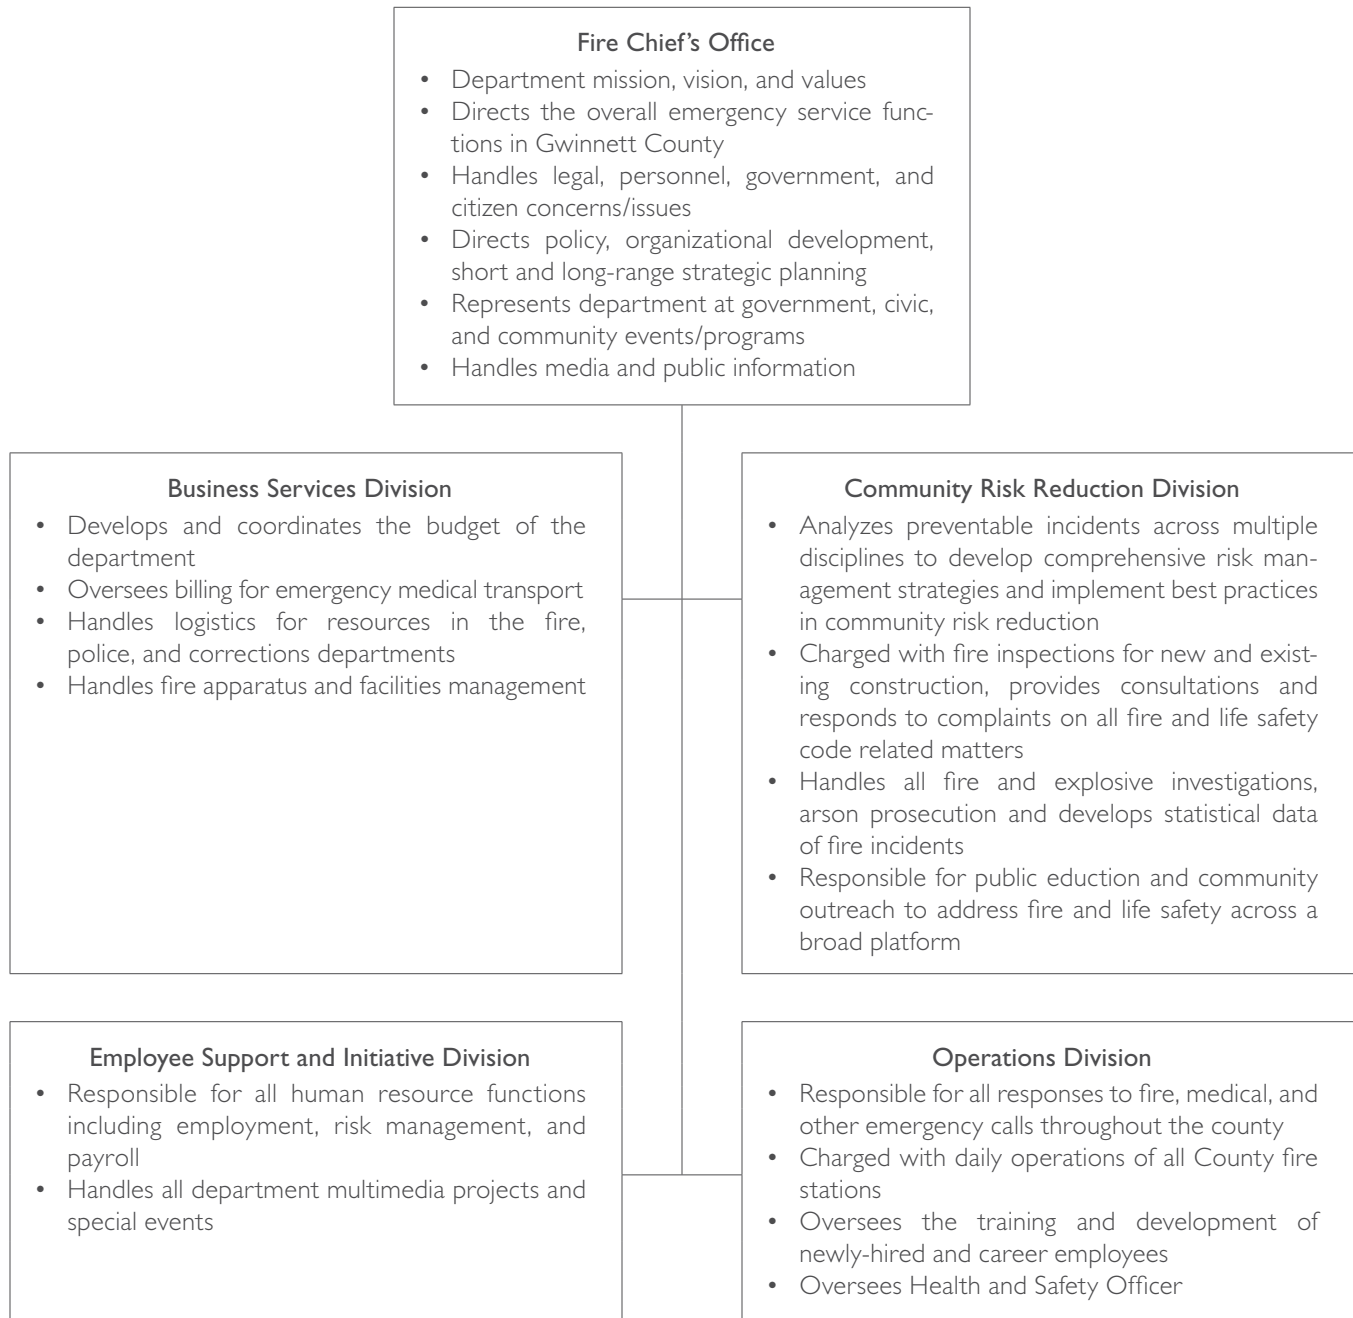 Fire Chief's Office
• Department mission, vision, and values
• Directs the overall emergency service func-
tions in Gwinnett County
• Handles legal, personnel, government, and
citizen concerns/issues
• Directs policy, organizational development,
short and long-range strategic planning
• Represents department at government, civic,
and community events/programs
• Handles media and public information
Business Services Division
• Develops and coordinates the budget of the
department
• Oversees billing for emergency medical transport
• Handles logistics for resources in the fire,
police, and corrections departments
• Handles fire apparatus and facilities management
Community Risk Reduction Division
• Analyzes preventable incidents across multiple
disciplines to develop comprehensive risk man-
agement strategies and implement best practices
in community risk reduction
• Charged with fire inspections for new and exist-
ing construction, provides consultations and
responds to complaints on all fire and life safety
code related matters
• Handles all fire and explosive investigations,
arson prosecution and develops statistical data
of fire incidents
• Responsible for public eduction and community
outreach to address fire and life safety across a
broad platform
Employee Support and Initiative Division
• Responsible for all human resource functions
including employment, risk management, and
payroll
• Handles all department multimedia projects and
special events
Operations Division
• Responsible for all responses to fire, medical, and
other emergency calls throughout the county
• Charged with daily operations of all County fire
stations
• Oversees the training and development of
newly-hired and career employees
• Oversees Health and Safety Officer